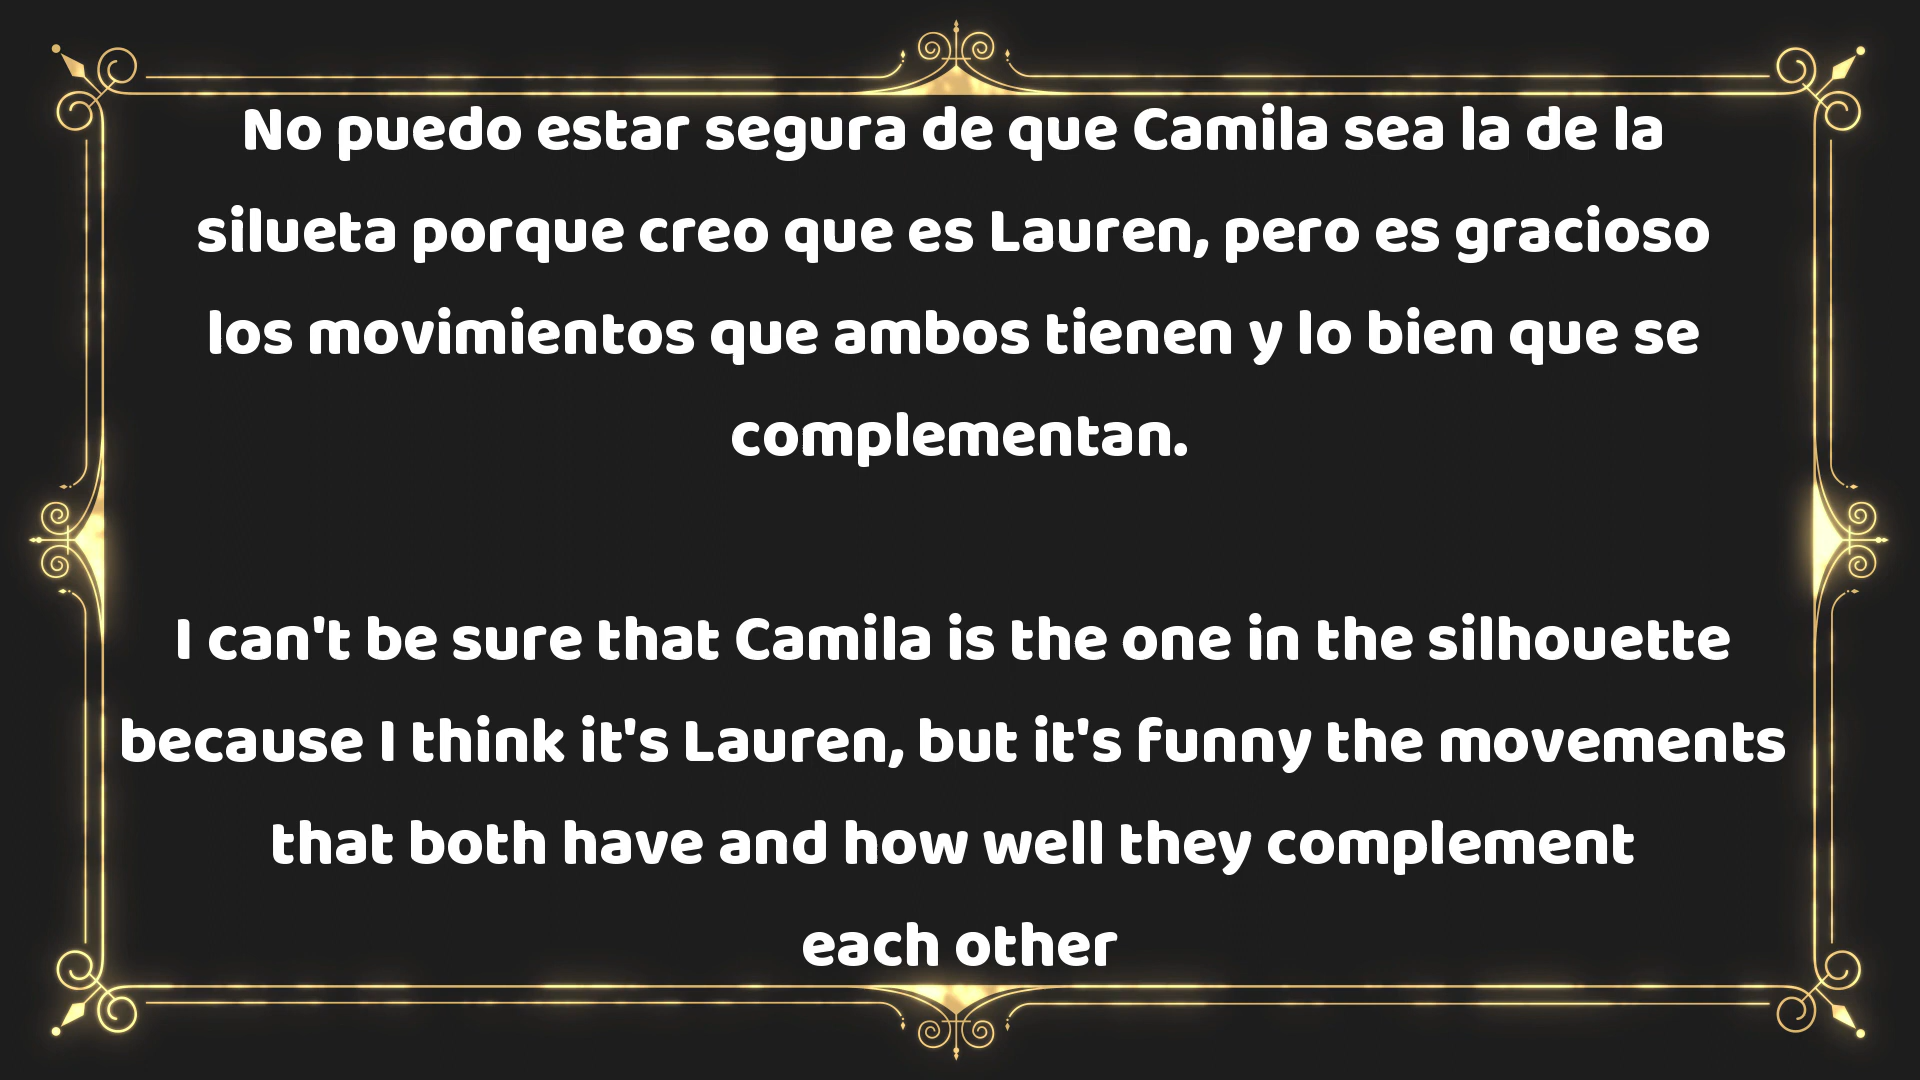 No puedo estar segura de que Camila sea la de la
silueta porque creo que es Lauren, pero es gracioso
los movimientos que ambos tienen y lo bien que se
complementan.
I can't be sure that Camila is the one in the silhouette
because I think it's Lauren, but it's funny the movements
that both have and how well they complement
each other